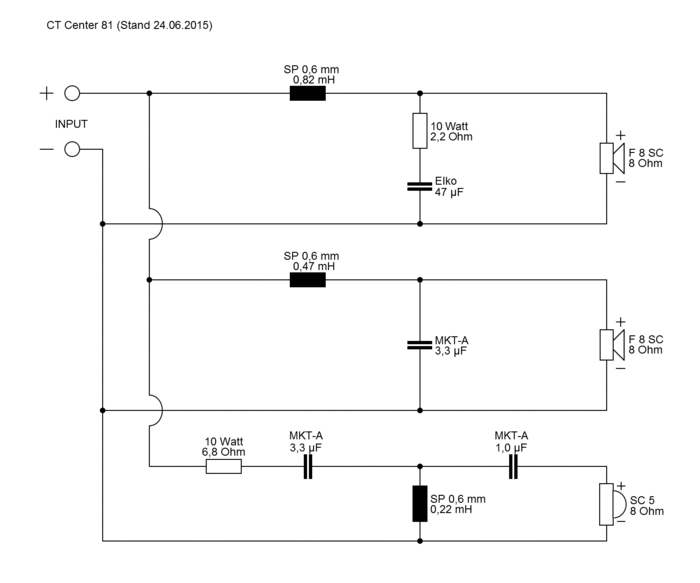 CT Center 81 (Stand 24.06.2015)
SP 0,6 mm
0,82 mH
+
INPUT
−
10 Watt
2,2 Ohm
Elko
47 µF
+
F 8 SC
8 Ohm
−
SP 0,6 mm
0,47 mH
MKT-A
3,3 µF
+
F 8 SC
8 Ohm
−
10 Watt
6,8 Ohm
MKT-A
3,3 µF
MKT-A
1,0 µF
SP 0,6 mm
0,22 mH
+
SC 5
8 Ohm
−